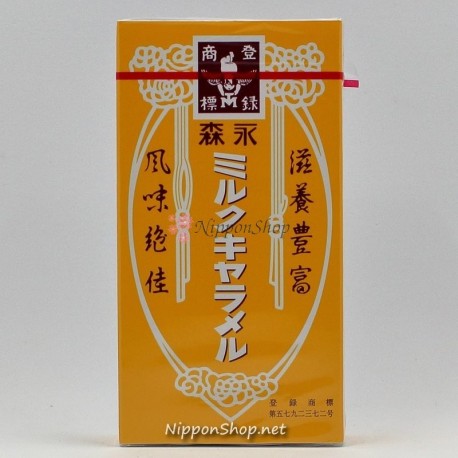 登録
商標
M
森永
滋養豊富
ミルクキャラメル
風味絶佳
NipponShop
登録商標
第五七九二三七二号
NipponShop.net